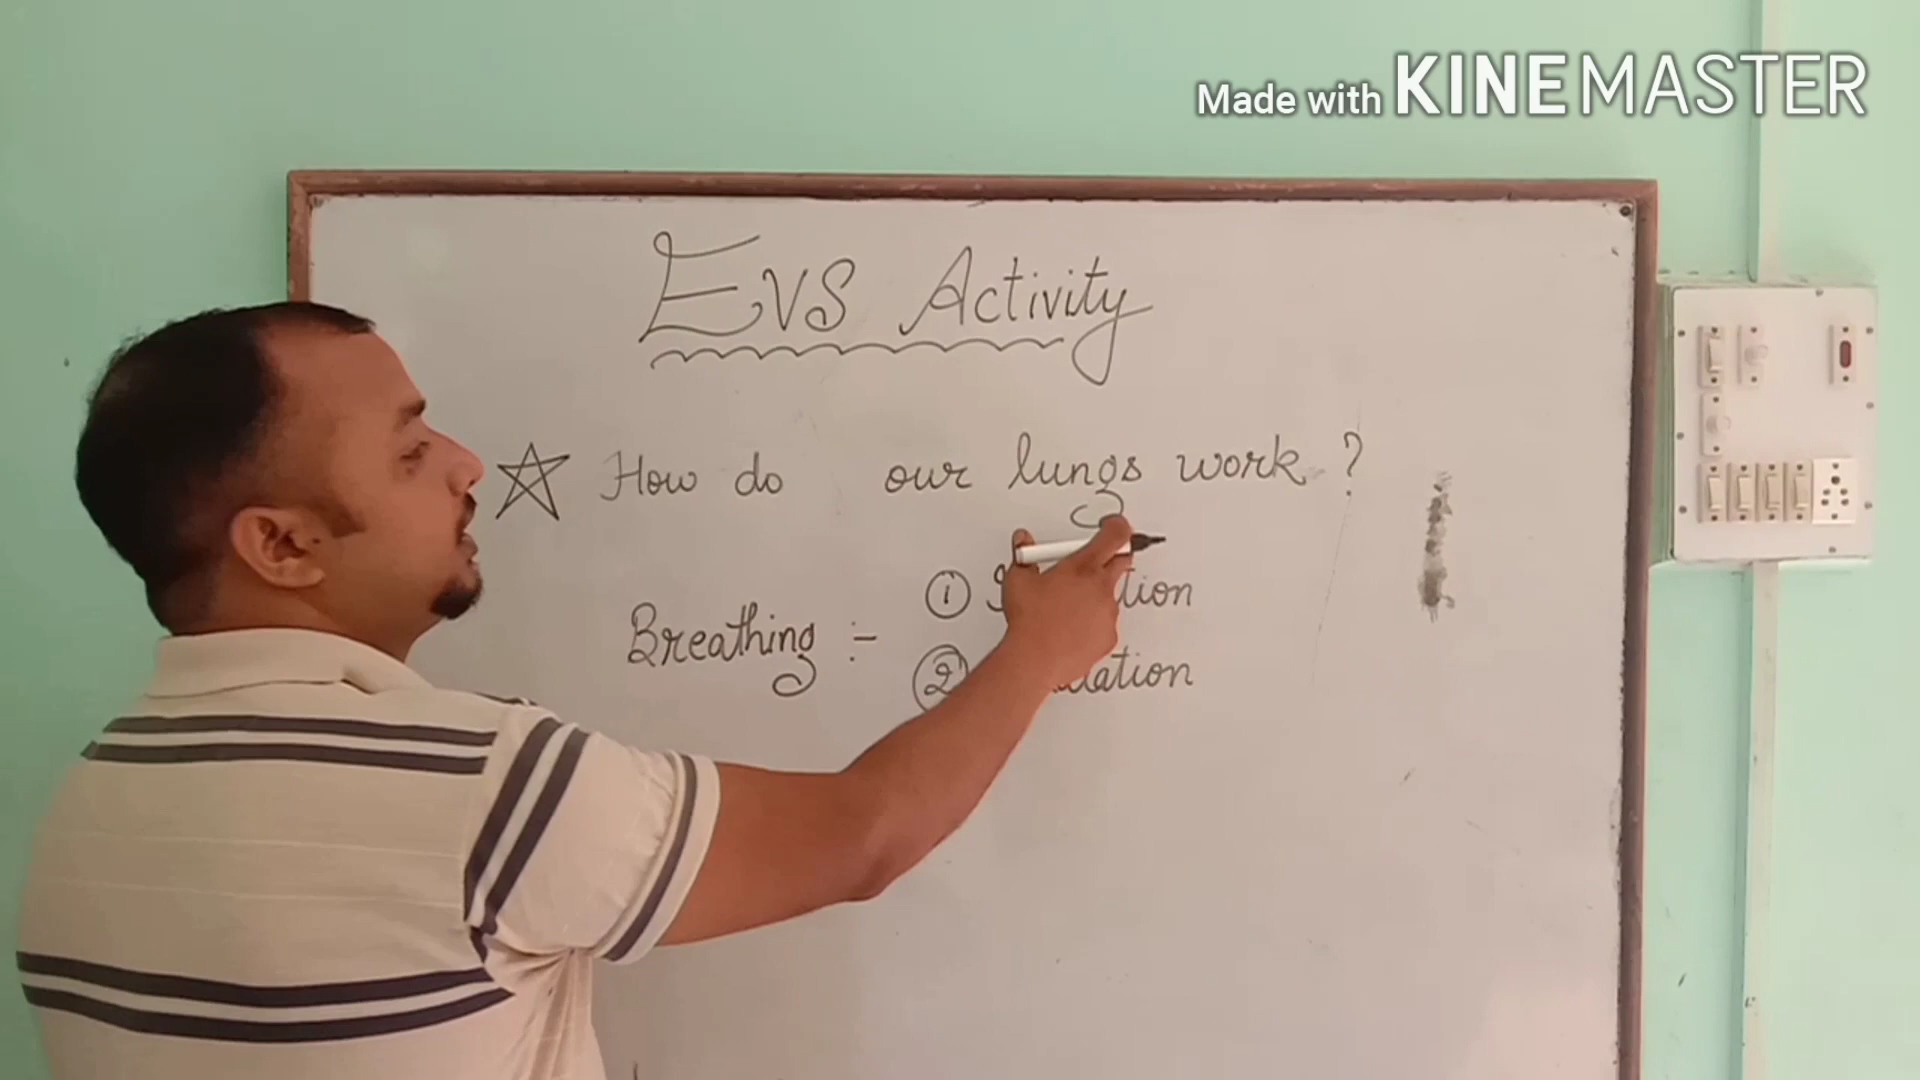 Made with KINEMASTER
EVS Activity
How do our lungs work ?
Breathing :-
①
②